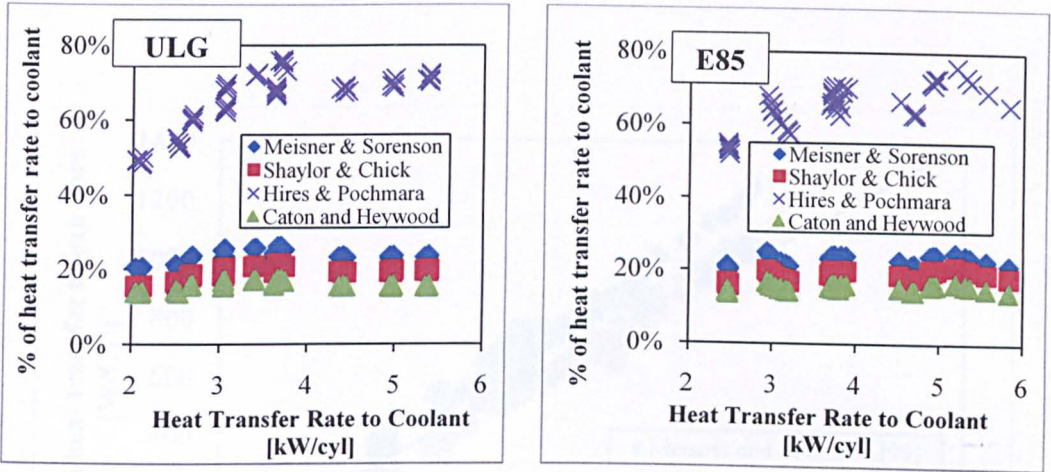 ULG
80%
60%
40%
20%
0%
% of heat transfer rate to coolant
Meisner & Sorenson
Shaylor & Chick
Hires & Pochmara
Caton and Heywood
2 3 4 5 6
Heat Transfer Rate to Coolant
[kW/cyl]
E85
80%
60%
40%
20%
0%
% of heat transfer rate to coolant
Meisner & Sorenson
Shaylor & Chick
Hires & Pochmara
Caton and Heywood
2 3 4 5 6
Heat Transfer Rate to Coolant
[kW/cyl]